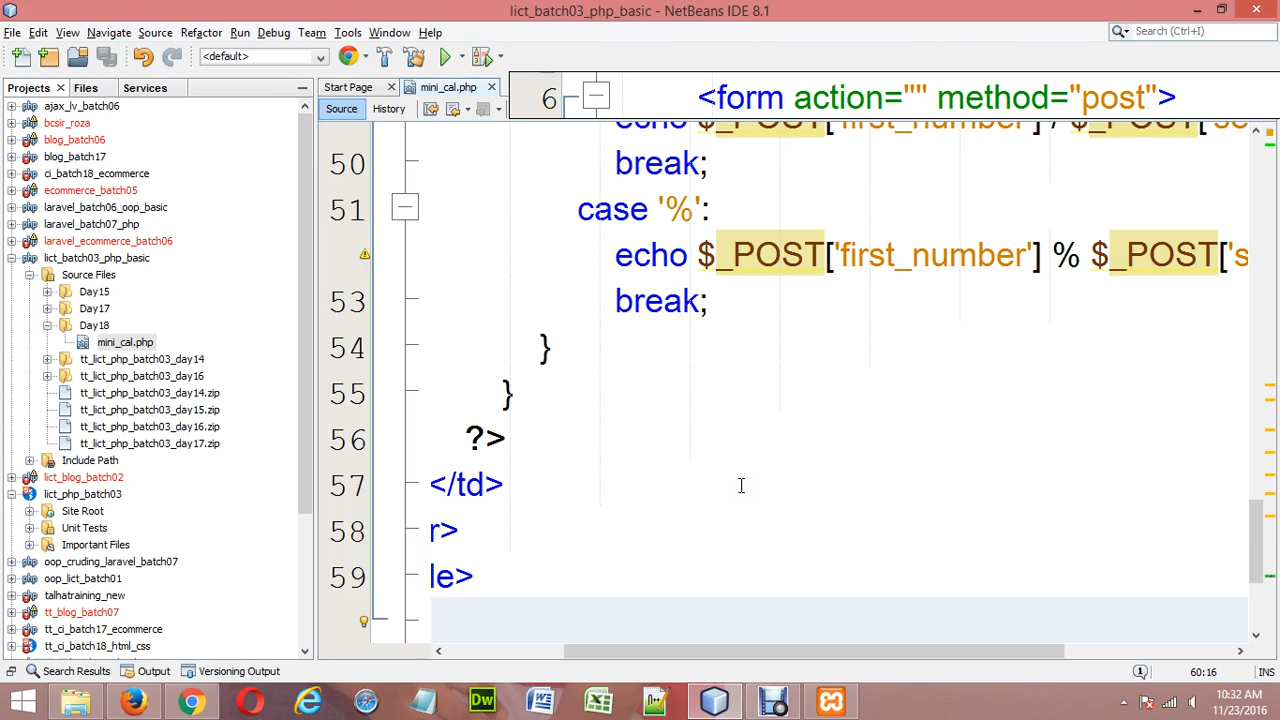 lict_batch03_php_basic - NetBeans IDE 8.1
File Edit View Navigate Source Refactor Run Debug Team Tools Window Help
Search (Ctrl+I)
<default>
Projects Files Services
Start Page mini_cal.php
Source History
6 <form action="" method="post">
ajax_lv_batch06
bcsir_roza
blog_batch06
blog_batch17
ci_batch18_ecommerce
ecommerce_batch05
laravel_batch06_oop_basic
laravel_batch07_php
laravel_ecommerce_batch06
lict_batch03_php_basic
Source Files
Day15
Day17
Day18
mini_cal.php
tt_lict_php_batch03_day14
tt_lict_php_batch03_day16
tt_lict_php_batch03_day14.zip
tt_lict_php_batch03_day15.zip
tt_lict_php_batch03_day16.zip
tt_lict_php_batch03_day17.zip
Include Path
lict_blog_batch02
lict_php_batch03
Site Root
Unit Tests
Important Files
oop_cruding_laravel_batch07
oop_lict_batch01
talhatraining_new
tt_blog_batch07
tt_ci_batch17_ecommerce
tt_ci_batch18_html_css
echo $_POST['first_number'] / $_POST['se
50 break;
51 case '%':
echo $_POST['first_number'] % $_POST['s
53 break;
54 }
55 }
56 ?>
57 </td>
58 r>
59 le>
Search Results Output Versioning Output
60:16 INS
10:32 AM
11/23/2016